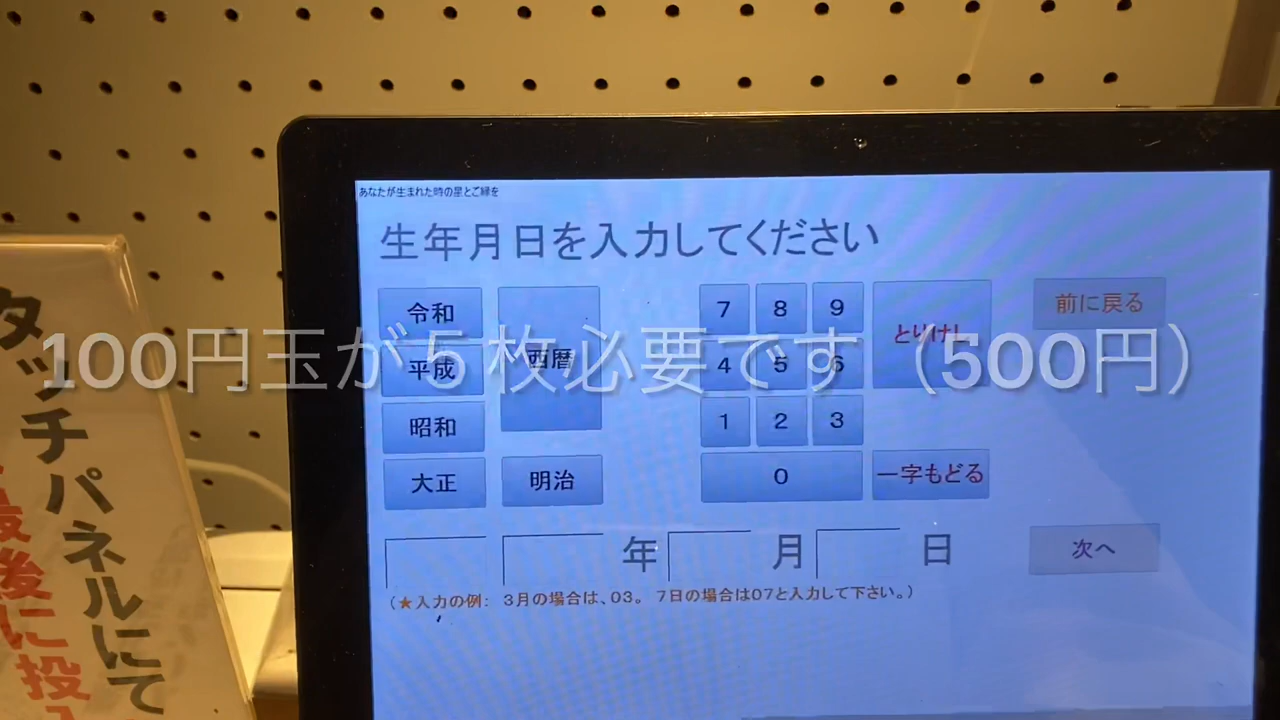 あなたが生まれた時の星とご縁を
生年月日を入力してください
令和
平成
昭和
大正
西暦
明治
7 8 9
4 5 6
1 2 3
0
とりけし
一字もどる
前に戻る
年 月 日
次へ
(★入力の例: 3月の場合は、03。 7日の場合は07と入力して下さい。)
100円玉が５枚必要です（500円）
タッチパネルにて
最後に投入